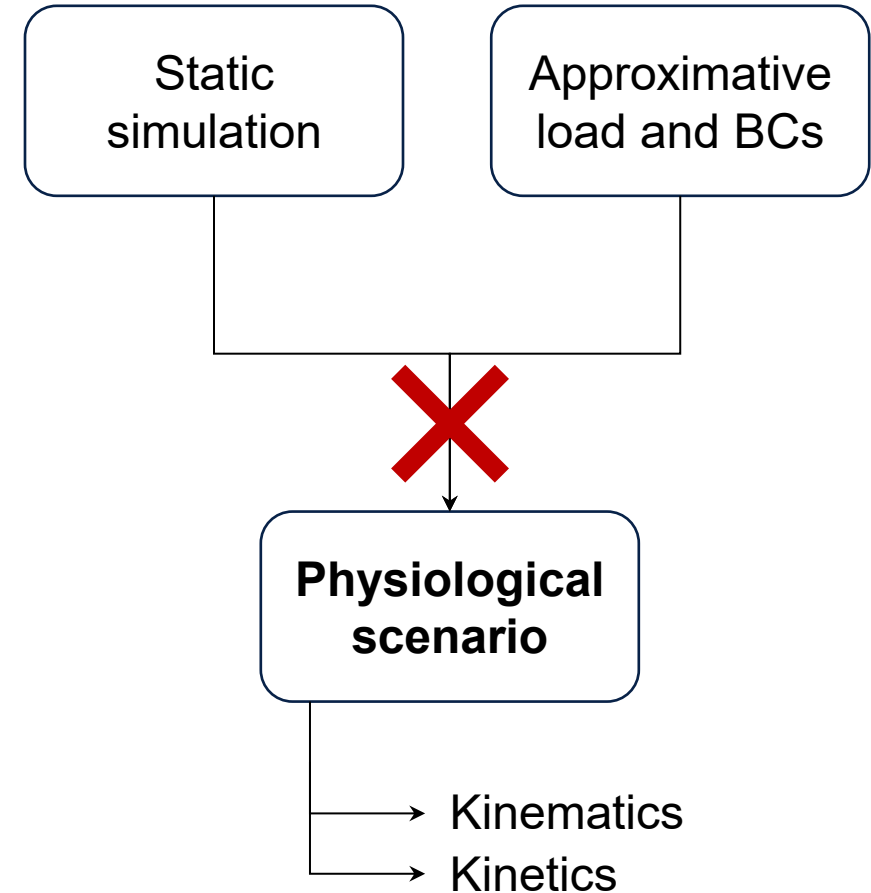 Static
simulation
Approximative
load and BCs
Physiological
scenario
Kinematics
Kinetics